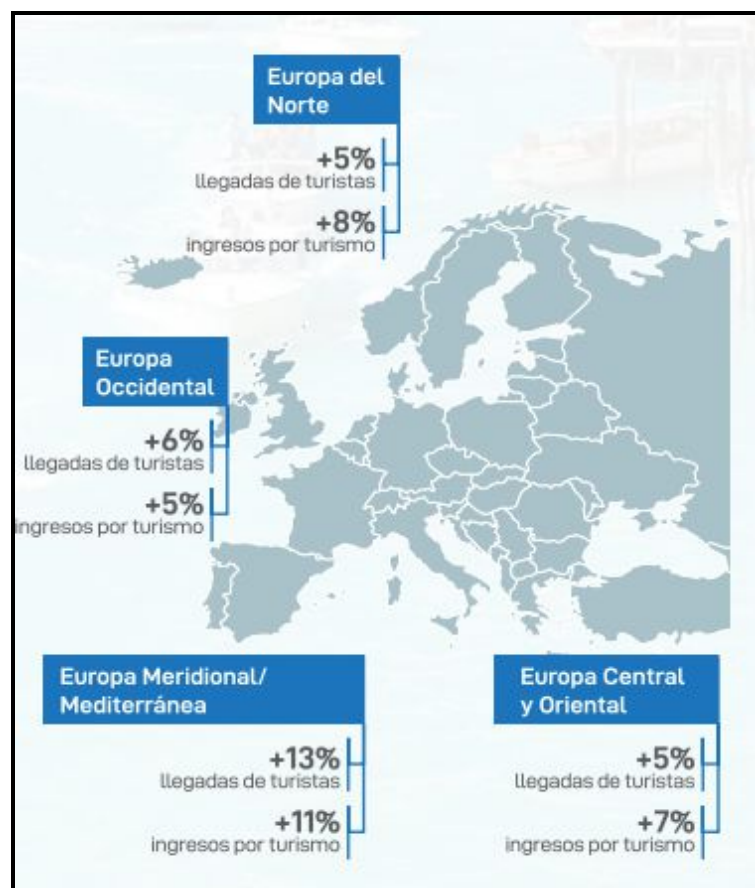 Europa del
Norte
+5%
llegadas de turistas
+8%
ingresos por turismo
Europa
Occidental
+6%
llegadas de turistas
+5%
ingresos por turismo
Europa Meridional/
Mediterránea
+13%
llegadas de turistas
+11%
ingresos por turismo
Europa Central
y Oriental
+5%
llegadas de turistas
+7%
ingresos por turismo